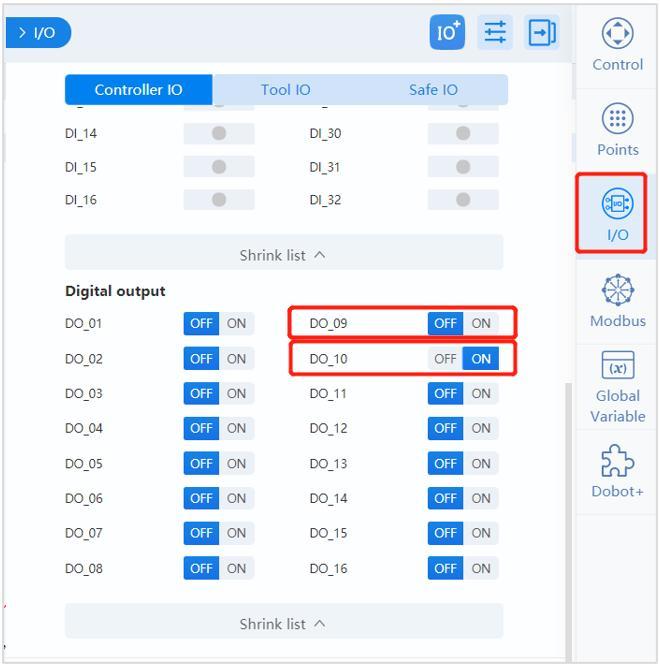 > I/O
IO+
Control
Controller IO Tool IO Safe IO
DI_14 DI_30
Points
DI_15 DI_31
DI_16 DI_32
I/O
Shrink list
Digital output
Modbus
DO_01 OFF ON DO_09 OFF ON
DO_02 OFF ON DO_10 OFF ON
(x)
DO_03 OFF ON DO_11 OFF ON
Global
Variable
DO_04 OFF ON DO_12 OFF ON
DO_05 OFF ON DO_13 OFF ON
Dobot+
DO_06 OFF ON DO_14 OFF ON
DO_07 OFF ON DO_15 OFF ON
DO_08 OFF ON DO_16 OFF ON
Shrink list